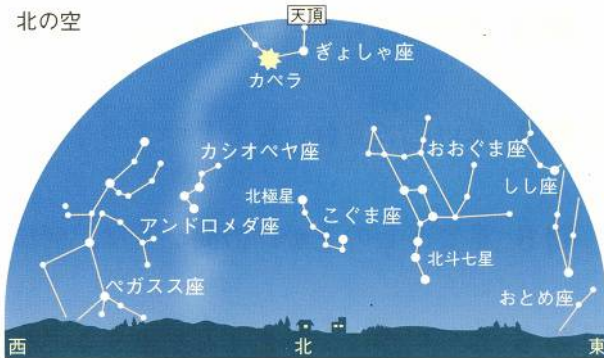 北の空
天頂
ぎょしゃ座
カペラ
カシオペヤ座
おおぐま座
しし座
北極星
こぐま座
アンドロメダ座
北斗七星
ペガスス座
おとめ座
西
北
東